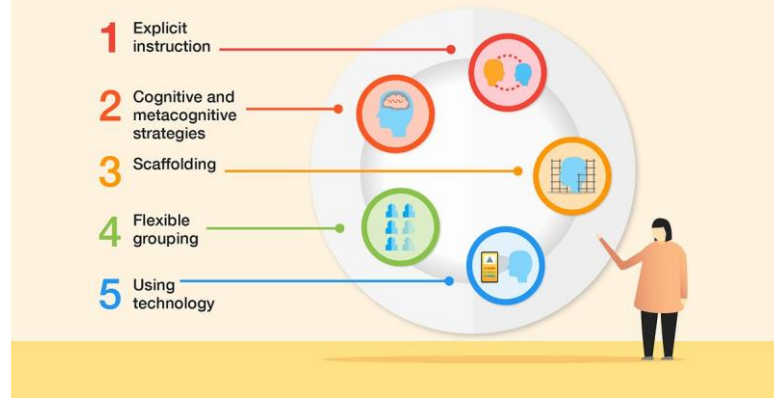 1 Explicit
instruction
2 Cognitive and
metacognitive
strategies
3 Scaffolding
4 Flexible
grouping
5 Using
technology